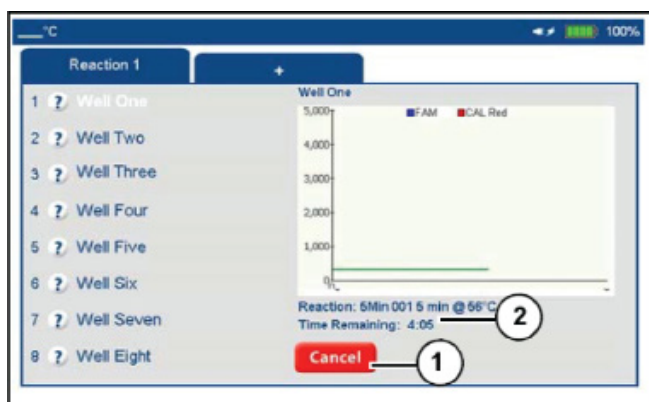 ___°C 100%
Reaction 1 +
1 ? Well One
2 ? Well Two
3 ? Well Three
4 ? Well Four
5 ? Well Five
6 ? Well Six
7 ? Well Seven
8 ? Well Eight
Well One
FAM CAL Red
5,000
4,000
3,000
2,000
1,000
0
Reaction: 5Min 001 5 min @ 56°C
Time Remaining: 4:05
2
Cancel
1